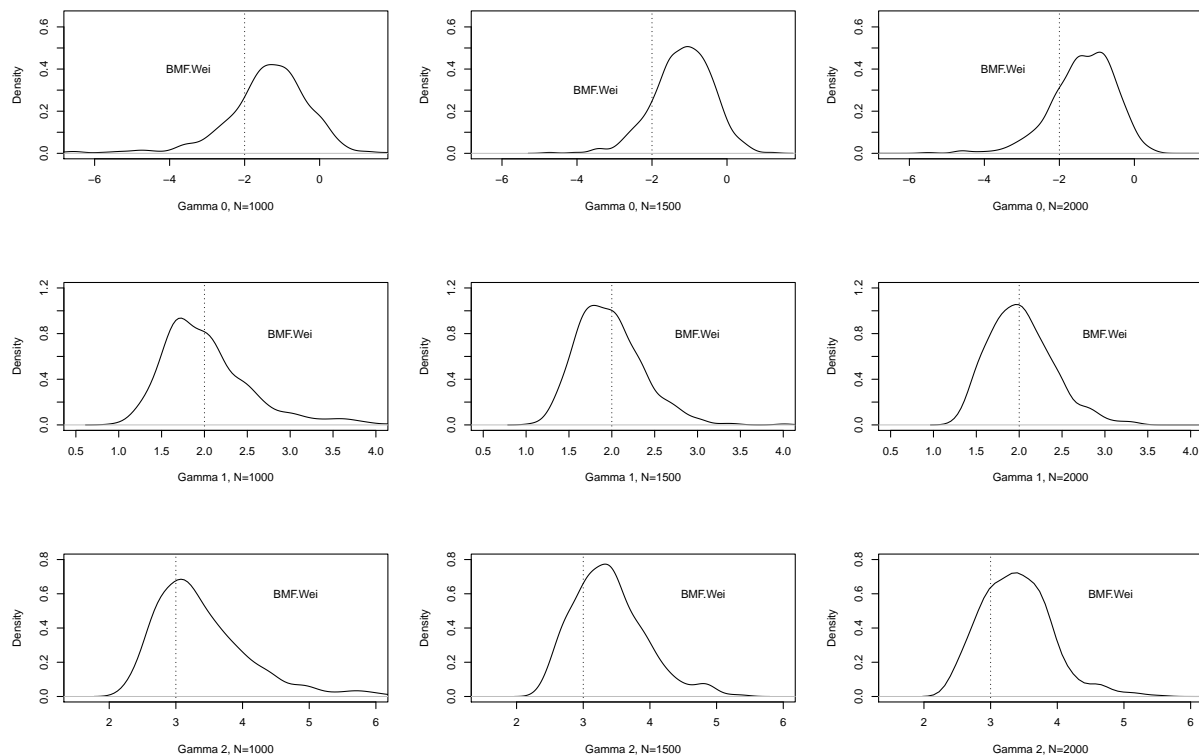 Density
0.0 0.2 0.4 0.6
BMF.Wei
−6 −4 −2 0
Gamma 0, N=1000
Density
0.0 0.2 0.4 0.6
BMF.Wei
−6 −4 −2 0
Gamma 0, N=1500
Density
0.0 0.2 0.4 0.6
BMF.Wei
−6 −4 −2 0
Gamma 0, N=2000
Density
0.0 0.4 0.8 1.2
BMF.Wei
0.5 1.0 1.5 2.0 2.5 3.0 3.5 4.0
Gamma 1, N=1000
Density
0.0 0.4 0.8 1.2
BMF.Wei
0.5 1.0 1.5 2.0 2.5 3.0 3.5 4.0
Gamma 1, N=1500
Density
0.0 0.4 0.8 1.2
BMF.Wei
0.5 1.0 1.5 2.0 2.5 3.0 3.5 4.0
Gamma 1, N=2000
Density
0.0 0.2 0.4 0.6 0.8
BMF.Wei
2 3 4 5 6
Gamma 2, N=1000
Density
0.0 0.2 0.4 0.6 0.8
BMF.Wei
2 3 4 5 6
Gamma 2, N=1500
Density
0.0 0.2 0.4 0.6 0.8
BMF.Wei
2 3 4 5 6
Gamma 2, N=2000